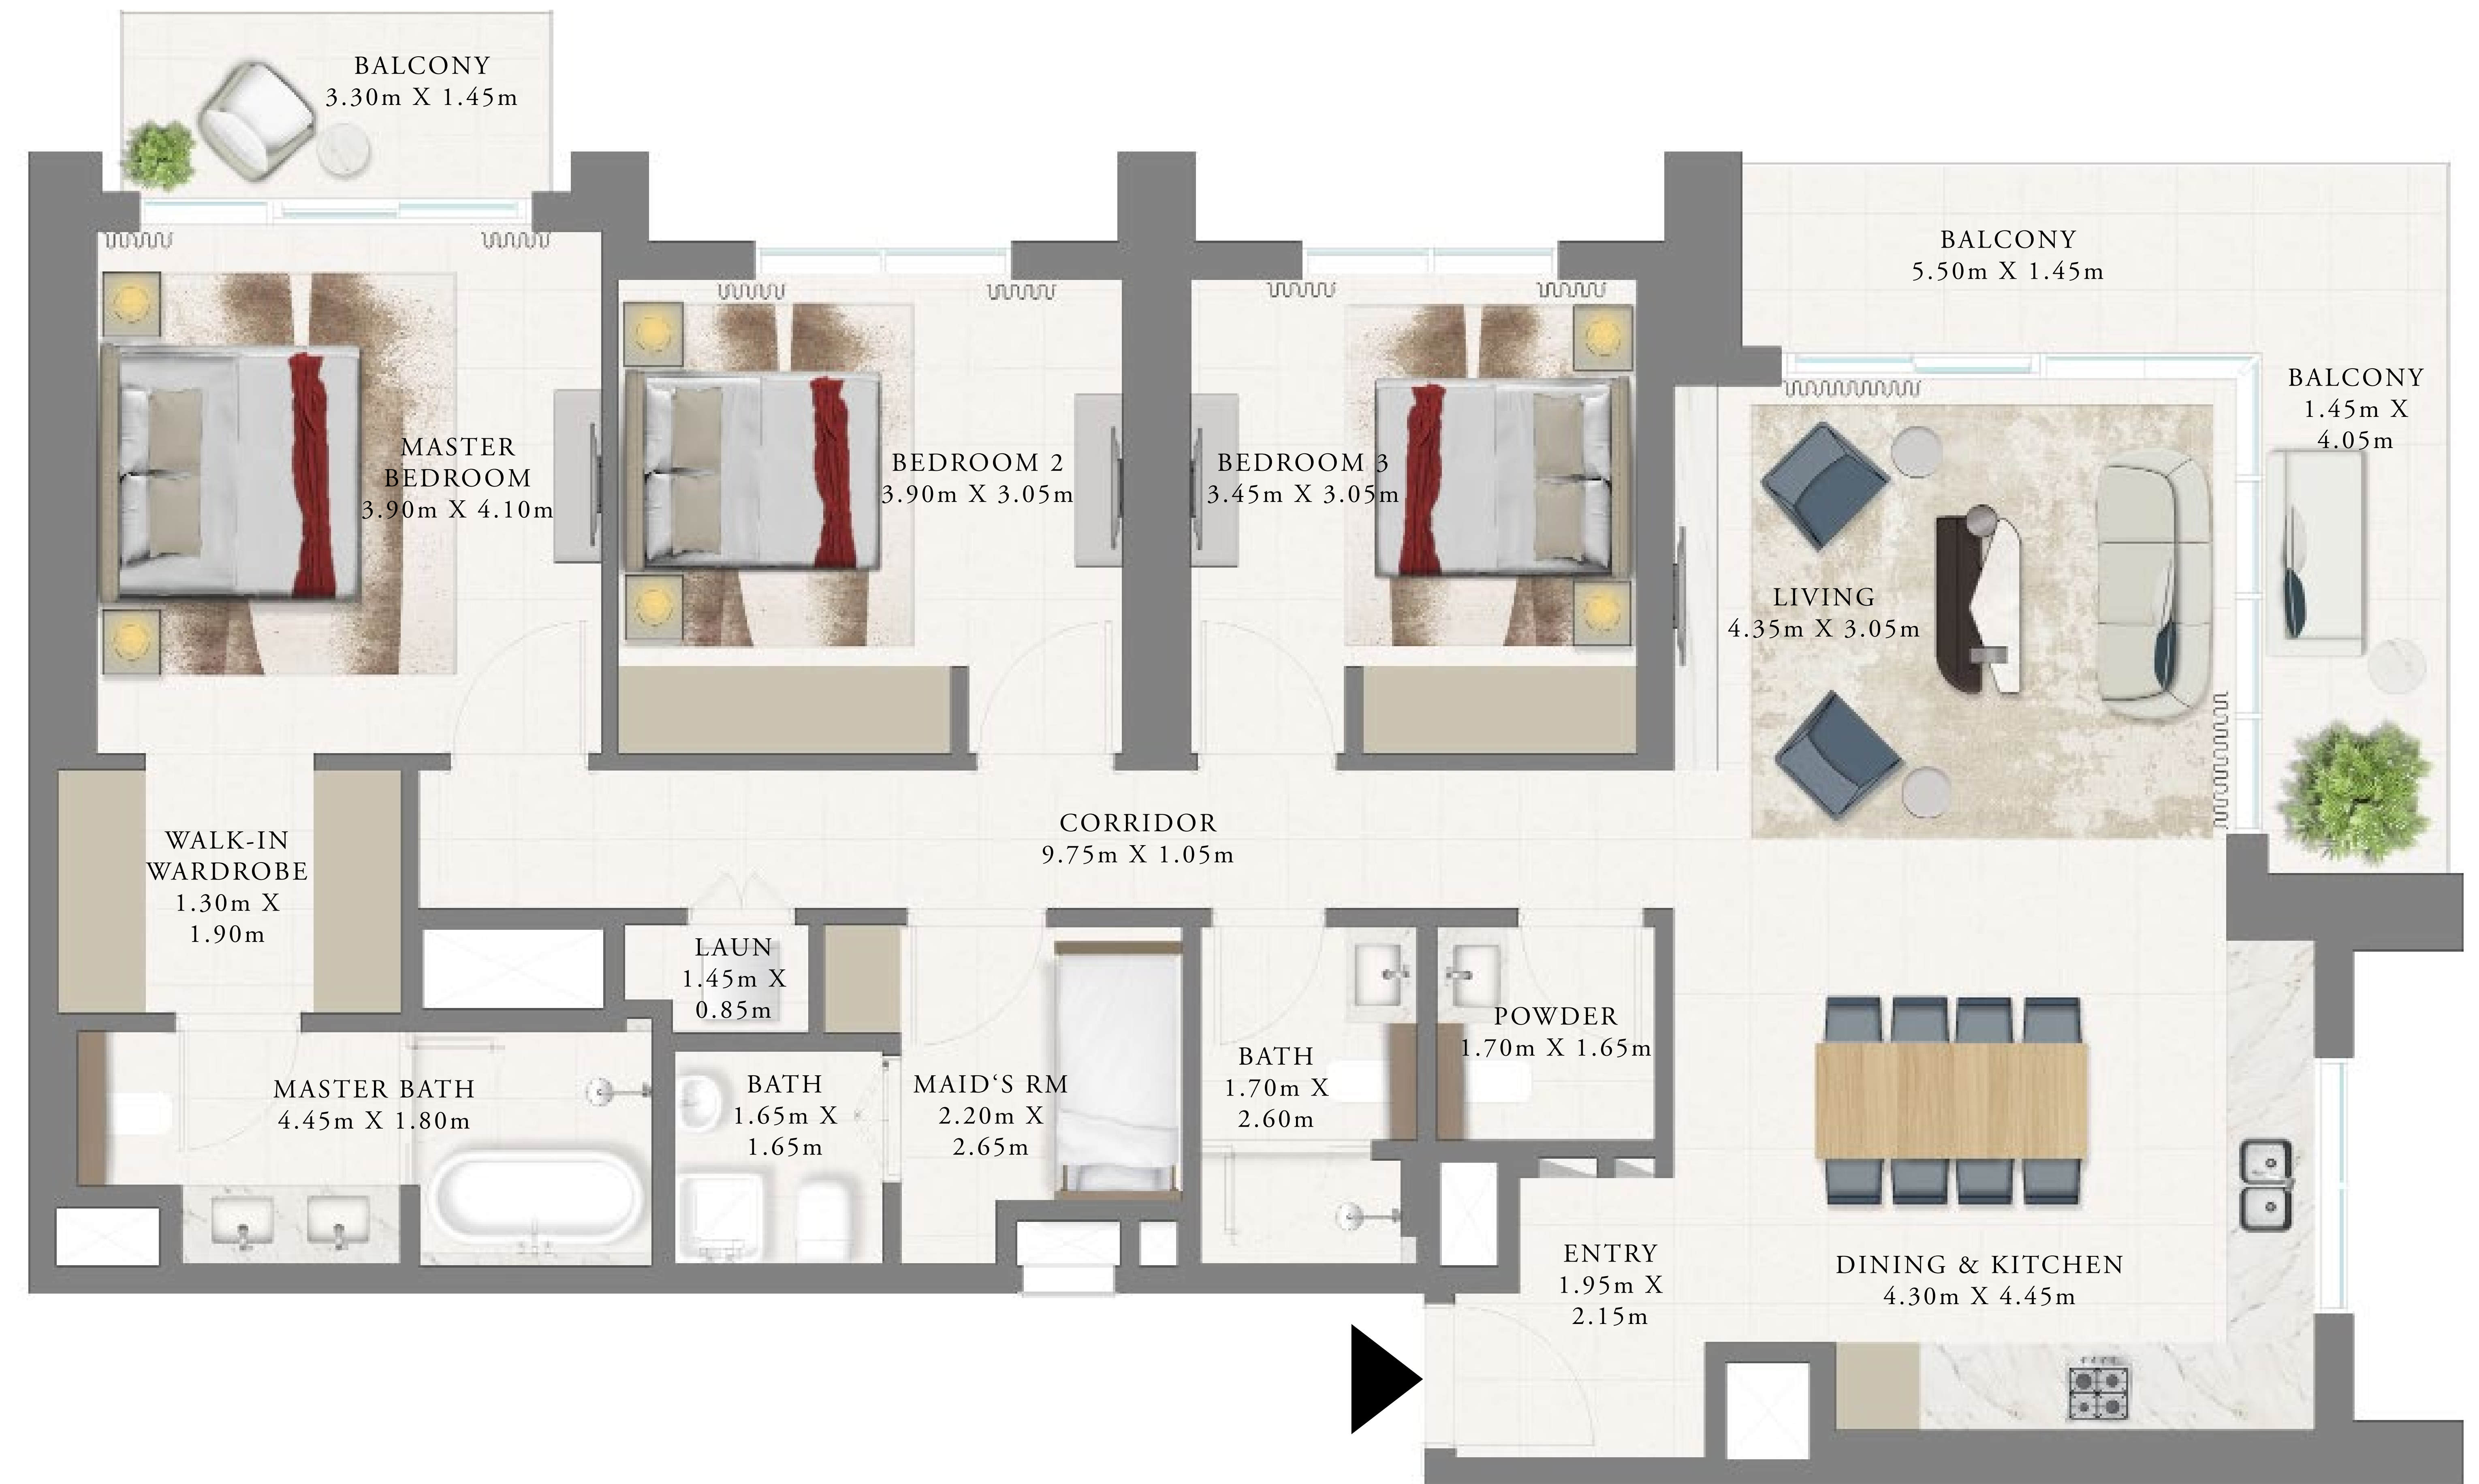 BALCONY
3.30m X 1.45m
BALCONY
5.50m X 1.45m
BALCONY
1.45m X
4.05m
MASTER
BEDROOM
3.90m X 4.10m
BEDROOM 2
3.90m X 3.05m
BEDROOM 3
3.45m X 3.05m
LIVING
4.35m X 3.05m
CORRIDOR
9.75m X 1.05m
WALK-IN
WARDROBE
1.30m X
1.90m
LAUN
1.45m X
0.85m
MASTER BATH
4.45m X 1.80m
BATH
1.65m X
1.65m
MAID‘S RM
2.20m X
2.65m
BATH
1.70m X
2.60m
POWDER
1.70m X 1.65m
ENTRY
1.95m X
2.15m
DINING & KITCHEN
4.30m X 4.45m